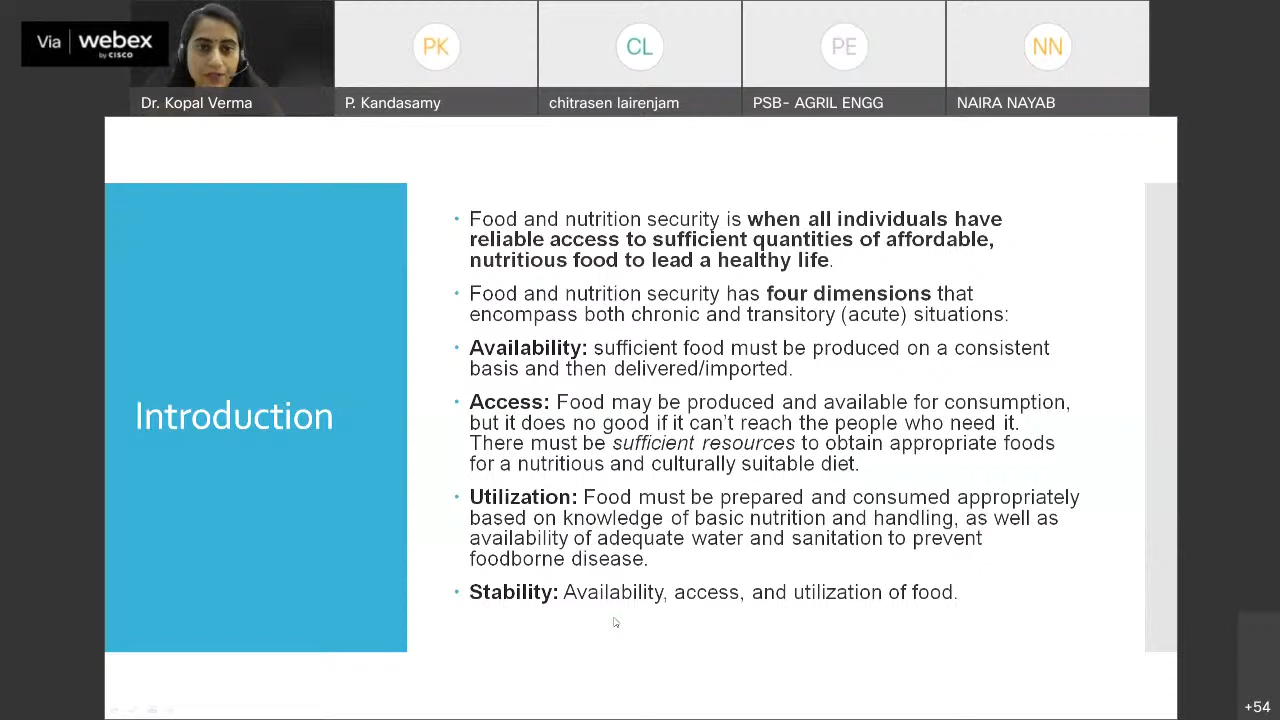 Via webex
by CISCO
PK
CL
PE
NN
Dr. Kopal Verma
P. Kandasamy
chitrasen lairenjam
PSB- AGRIL ENGG
NAIRA NAYAB
Introduction
• Food and nutrition security is when all individuals have
reliable access to sufficient quantities of affordable,
nutritious food to lead a healthy life.
• Food and nutrition security has four dimensions that
encompass both chronic and transitory (acute) situations:
• Availability: sufficient food must be produced on a consistent
basis and then delivered/imported.
• Access: Food may be produced and available for consumption,
but it does no good if it can’t reach the people who need it.
There must be sufficient resources to obtain appropriate foods
for a nutritious and culturally suitable diet.
• Utilization: Food must be prepared and consumed appropriately
based on knowledge of basic nutrition and handling, as well as
availability of adequate water and sanitation to prevent
foodborne disease.
• Stability: Availability, access, and utilization of food.
+54